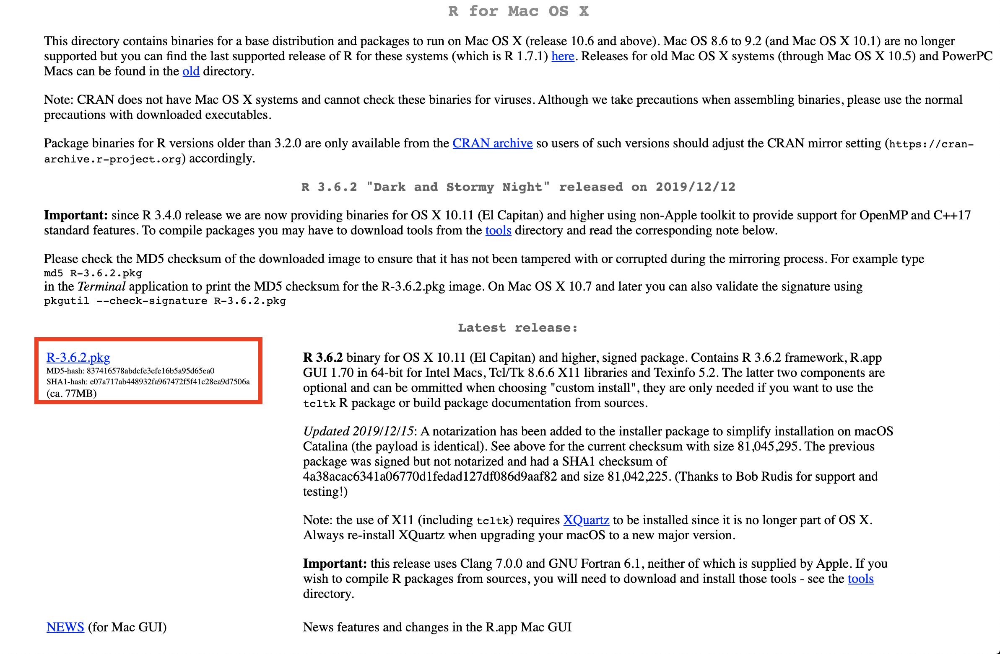 R for Mac OS X
This directory contains binaries for a base distribution and packages to run on Mac OS X (release 10.6 and above). Mac OS 8.6 to 9.2 (and Mac OS X 10.1) are no longer
supported but you can find the last supported release of R for these systems (which is R 1.7.1) here. Releases for old Mac OS X systems (through Mac OS X 10.5) and PowerPC
Macs can be found in the old directory.
Note: CRAN does not have Mac OS X systems and cannot check these binaries for viruses. Although we take precautions when assembling binaries, please use the normal
precautions with downloaded executables.
Package binaries for R versions older than 3.2.0 are only available from the CRAN archive so users of such versions should adjust the CRAN mirror setting (https://cran-
archive.r-project.org) accordingly.
R 3.6.2 "Dark and Stormy Night" released on 2019/12/12
Important: since R 3.4.0 release we are now providing binaries for OS X 10.11 (El Capitan) and higher using non-Apple toolkit to provide support for OpenMP and C++17
standard features. To compile packages you may have to download tools from the tools directory and read the corresponding note below.
Please check the MD5 checksum of the downloaded image to ensure that it has not been tampered with or corrupted during the mirroring process. For example type
md5 R-3.6.2.pkg
in the Terminal application to print the MD5 checksum for the R-3.6.2.pkg image. On Mac OS X 10.7 and later you can also validate the signature using
pkgutil --check-signature R-3.6.2.pkg
Latest release:
R-3.6.2.pkg
MD5-hash: 837416578abdcfe3efe16b5a95d65ea0
SHA1-hash: e07a717ab448932fa967472f5f41c28ea9d7506a
(ca. 77MB)
R 3.6.2 binary for OS X 10.11 (El Capitan) and higher, signed package. Contains R 3.6.2 framework, R.app
GUI 1.70 in 64-bit for Intel Macs, Tcl/Tk 8.6.6 X11 libraries and Texinfo 5.2. The latter two components are
optional and can be ommitted when choosing "custom install", they are only needed if you want to use the
tcltk R package or build package documentation from sources.
Updated 2019/12/15: A notarization has been added to the installer package to simplify installation on macOS
Catalina (the payload is identical). See above for the current checksum with size 81,045,295. The previous
package was signed but not notarized and had a SHA1 checksum of
4a38acac6341a06770d1fedad127df086d9aaf82 and size 81,042,225. (Thanks to Bob Rudis for support and
testing!)
Note: the use of X11 (including tcltk) requires XQuartz to be installed since it is no longer part of OS X.
Always re-install XQuartz when upgrading your macOS to a new major version.
Important: this release uses Clang 7.0.0 and GNU Fortran 6.1, neither of which is supplied by Apple. If you
wish to compile R packages from sources, you will need to download and install those tools - see the tools
directory.
NEWS (for Mac GUI)
News features and changes in the R.app Mac GUI